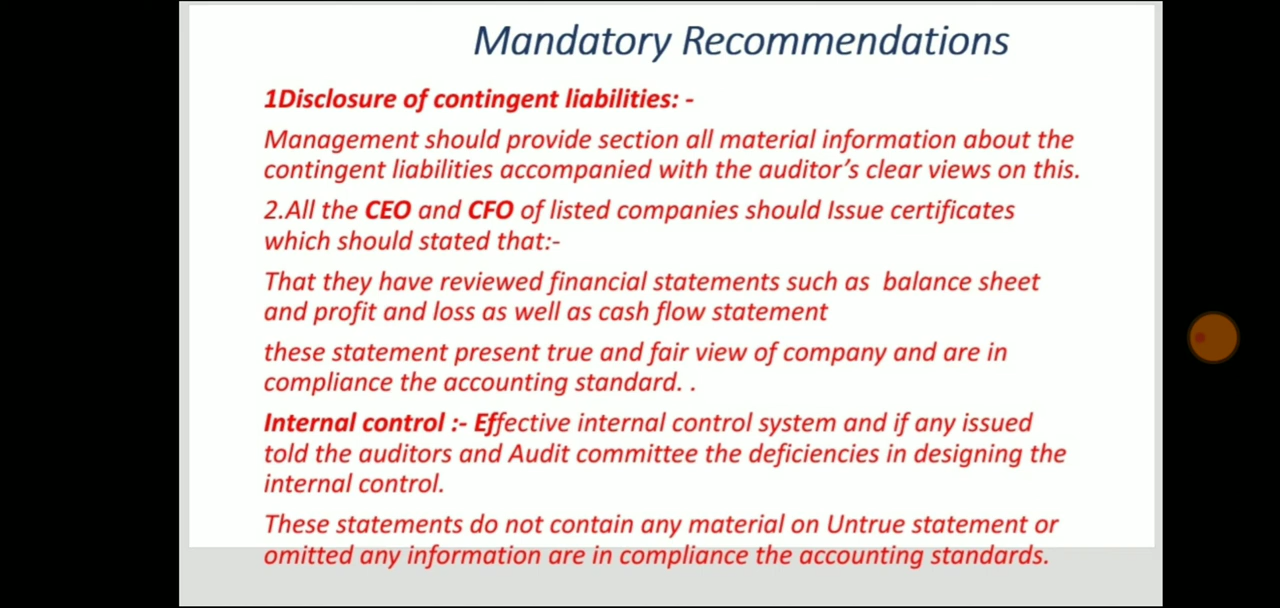 Mandatory Recommendations
1Disclosure of contingent liabilities: -
Management should provide section all material information about the
contingent liabilities accompanied with the auditor's clear views on this.
2.All the CEO and CFO of listed companies should Issue certificates
which should stated that:-
That they have reviewed financial statements such as  balance sheet
and profit and loss as well as cash flow statement
these statement present true and fair view of company and are in
compliance the accounting standard. .
Internal control :- Effective internal control system and if any issued
told the auditors and Audit committee the deficiencies in designing the
internal control.
These statements do not contain any material on Untrue statement or
omitted any information are in compliance the accounting standards.